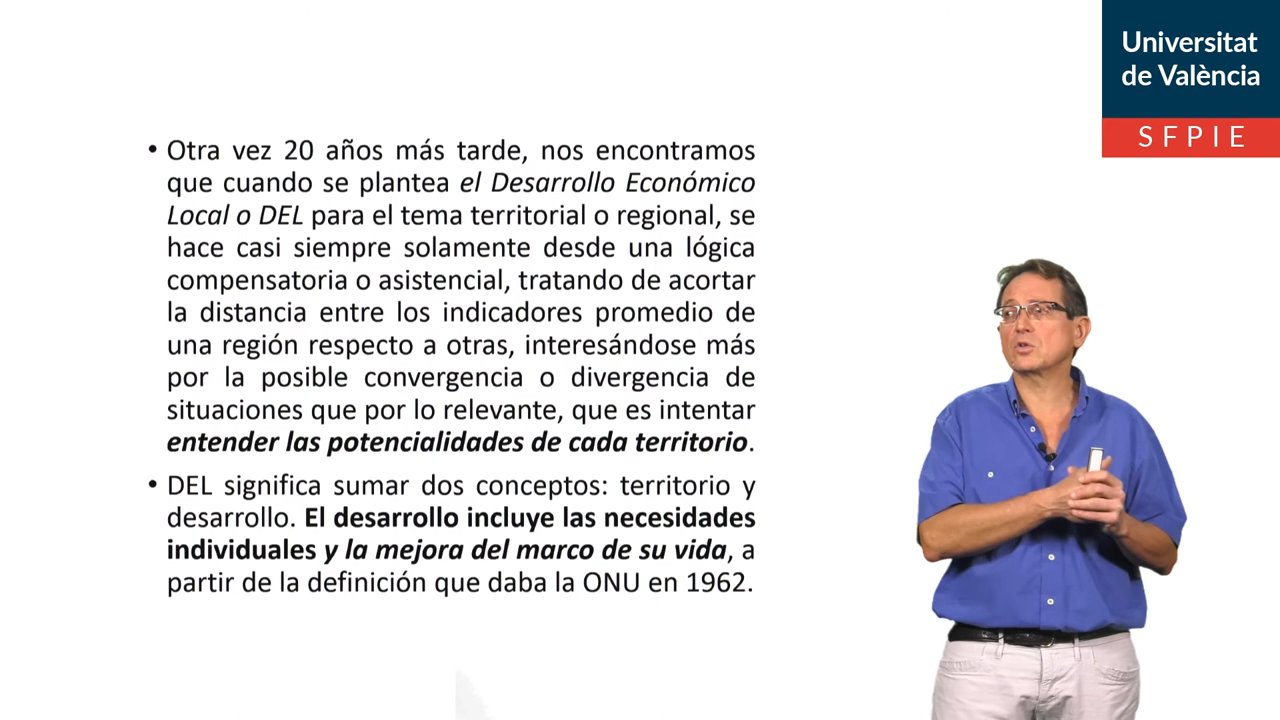 Universitat
de València
SFPIE
• Otra vez 20 años más tarde, nos encontramos
que cuando se plantea el Desarrollo Económico
Local o DEL para el tema territorial o regional, se
hace casi siempre solamente desde una lógica
compensatoria o asistencial, tratando de acortar
la distancia entre los indicadores promedio de
una región respecto a otras, interesándose más
por la posible convergencia o divergencia de
situaciones que por lo relevante, que es intentar
entender las potencialidades de cada territorio.
• DEL significa sumar dos conceptos: territorio y
desarrollo. El desarrollo incluye las necesidades
individuales y la mejora del marco de su vida, a
partir de la definición que daba la ONU en 1962.